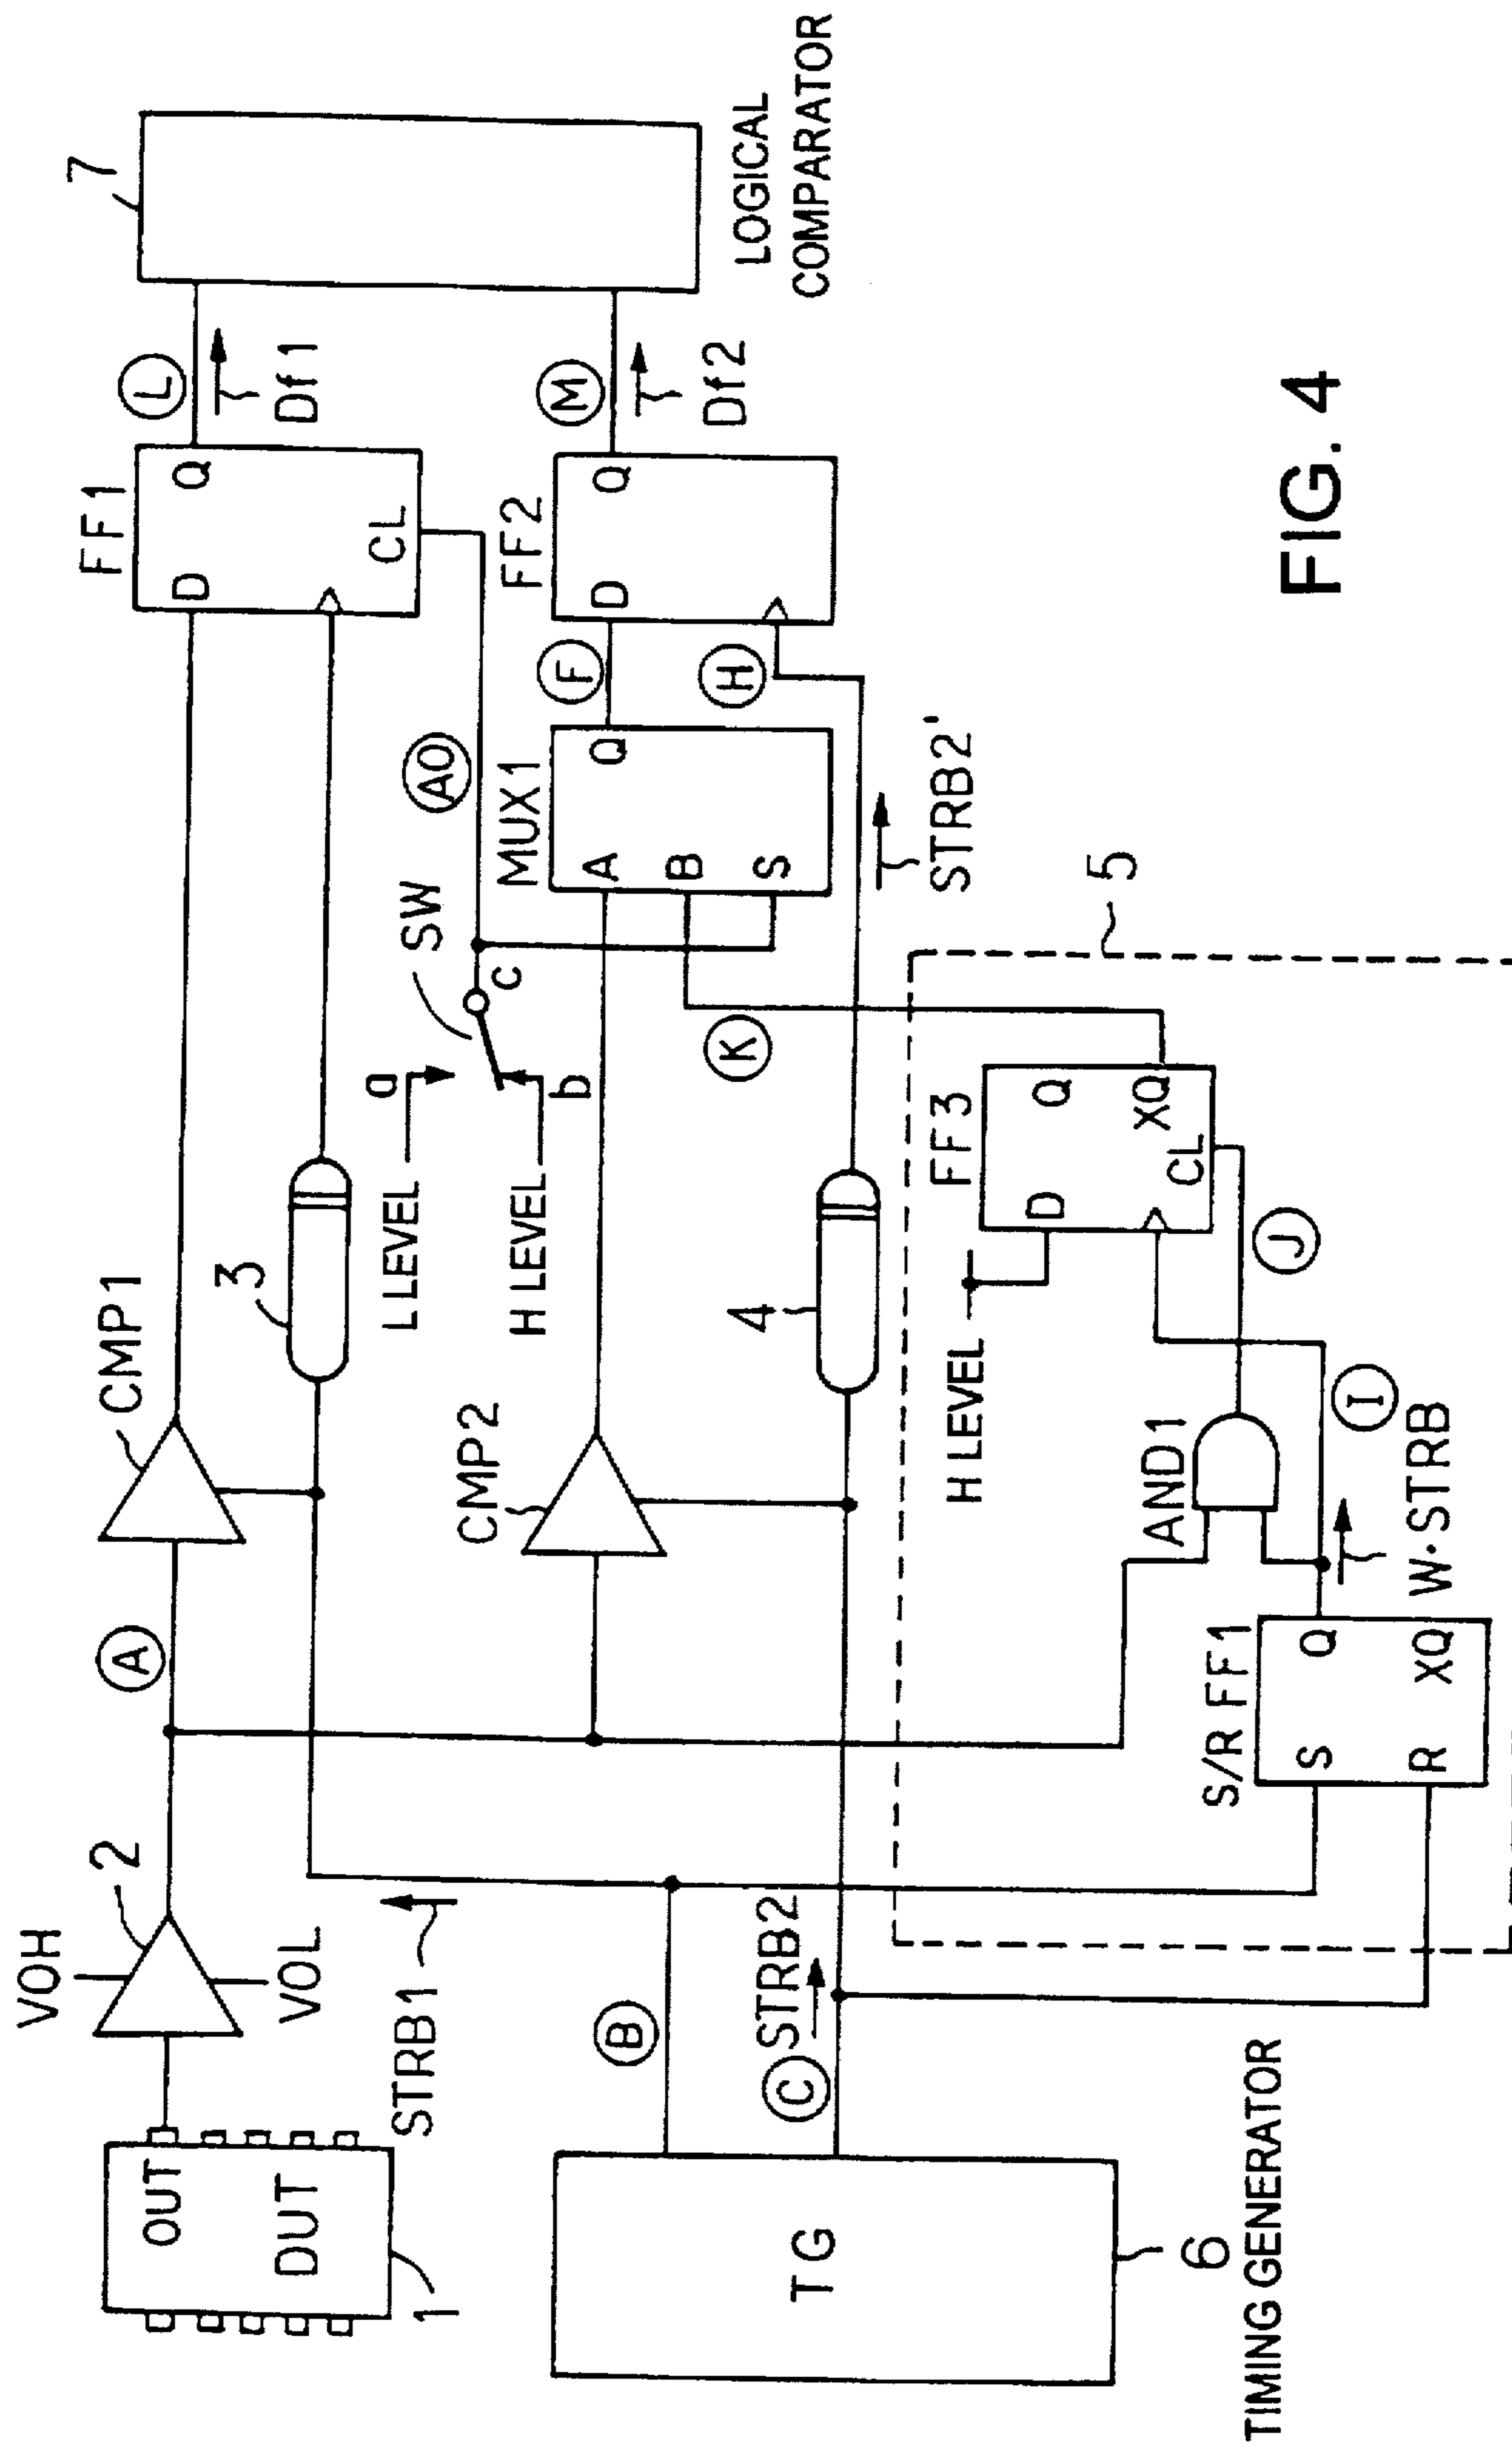 VOH
2
VOL
OUT
DUT
1
STRB1
A
CMP1
3
FF1
D
Q
CL
L
Df1
7
LOGICAL
COMPARATOR
L LEVEL
a
H LEVEL
b
SW
c
A0
CMP2
MUX1
A
B
S
Q
F
H
FF2
D
Q
M
Df2
4
STRB2'
K
B
C
STRB2
TG
6
TIMING GENERATOR
5
H LEVEL
FF3
D
Q
XQ
CL
J
AND1
I
W·STRB
S/R FF1
S
Q
R
XQ
FIG. 4